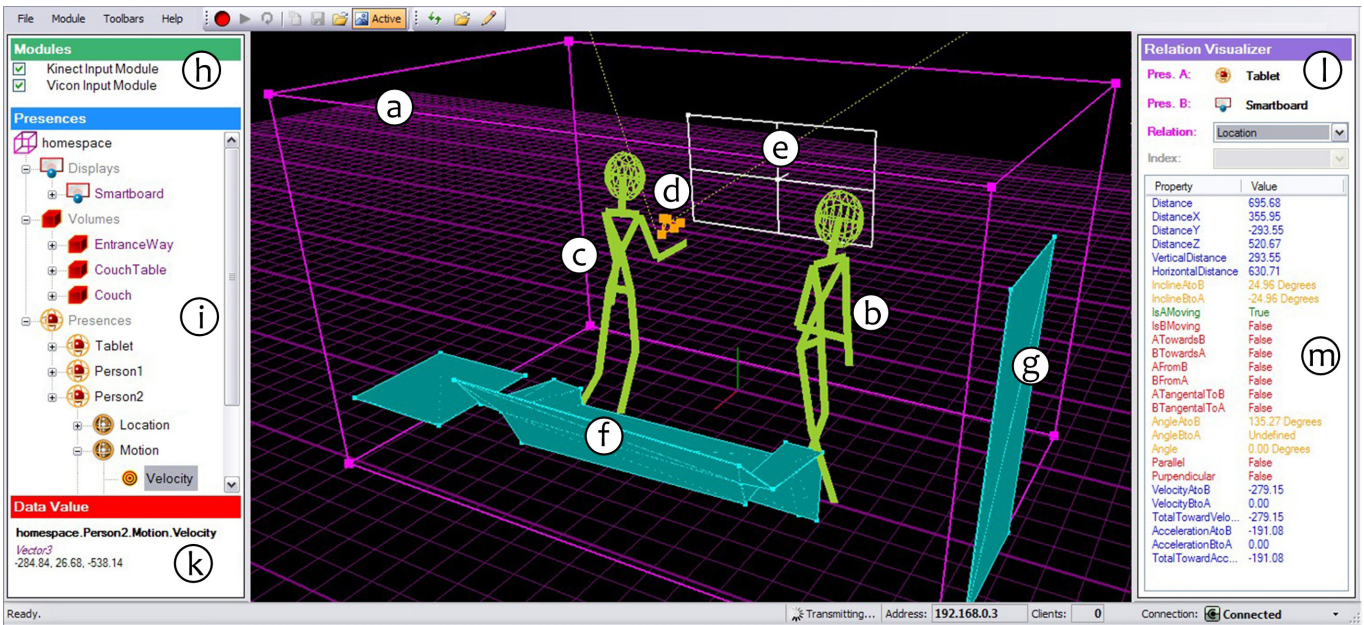 File Module Toolbars Help Active
Modules
Kinect Input Module
Vicon Input Module
h
Presences
homespace
Displays
Smartboard
Volumes
EntranceWay
CouchTable
Couch
Presences
Tablet
Person1
Person2
Location
Motion
Velocity
i
Data Value
homespace.Person2.Motion.Velocity
Vector3
-284.84, 26.68, -538.14
k
a
e
d
c
b
g
f
Relation Visualizer
Pres. A: Tablet
l
Pres. B: Smartboard
Relation: Location
Index:
Property Value
Distance 695.68
DistanceX 355.95
DistanceY -293.55
DistanceZ 520.67
VerticalDistance 293.55
HorizontalDistance 630.71
InclineAtoB 24.96 Degrees
InclineBtoA -24.96 Degrees
IsAMoving True
IsBMoving False
ATowardsB False
BTowardsA False
AFromB False
BFromA False
ATangentalToB False
BTangentalToA False
AngleAtoB 135.27 Degrees
AngleBtoA Undefined
Angle 0.00 Degrees
Parallel False
Purpendicular False
VelocityAtoB -279.15
VelocityBtoA 0.00
TotalTowardVelo... -279.15
AccelerationAtoB -191.08
AccelerationBtoA 0.00
TotalTowardAcc... -191.08
m
Ready. Transmitting... Address: 192.168.0.3 Clients: 0 Connection: Connected